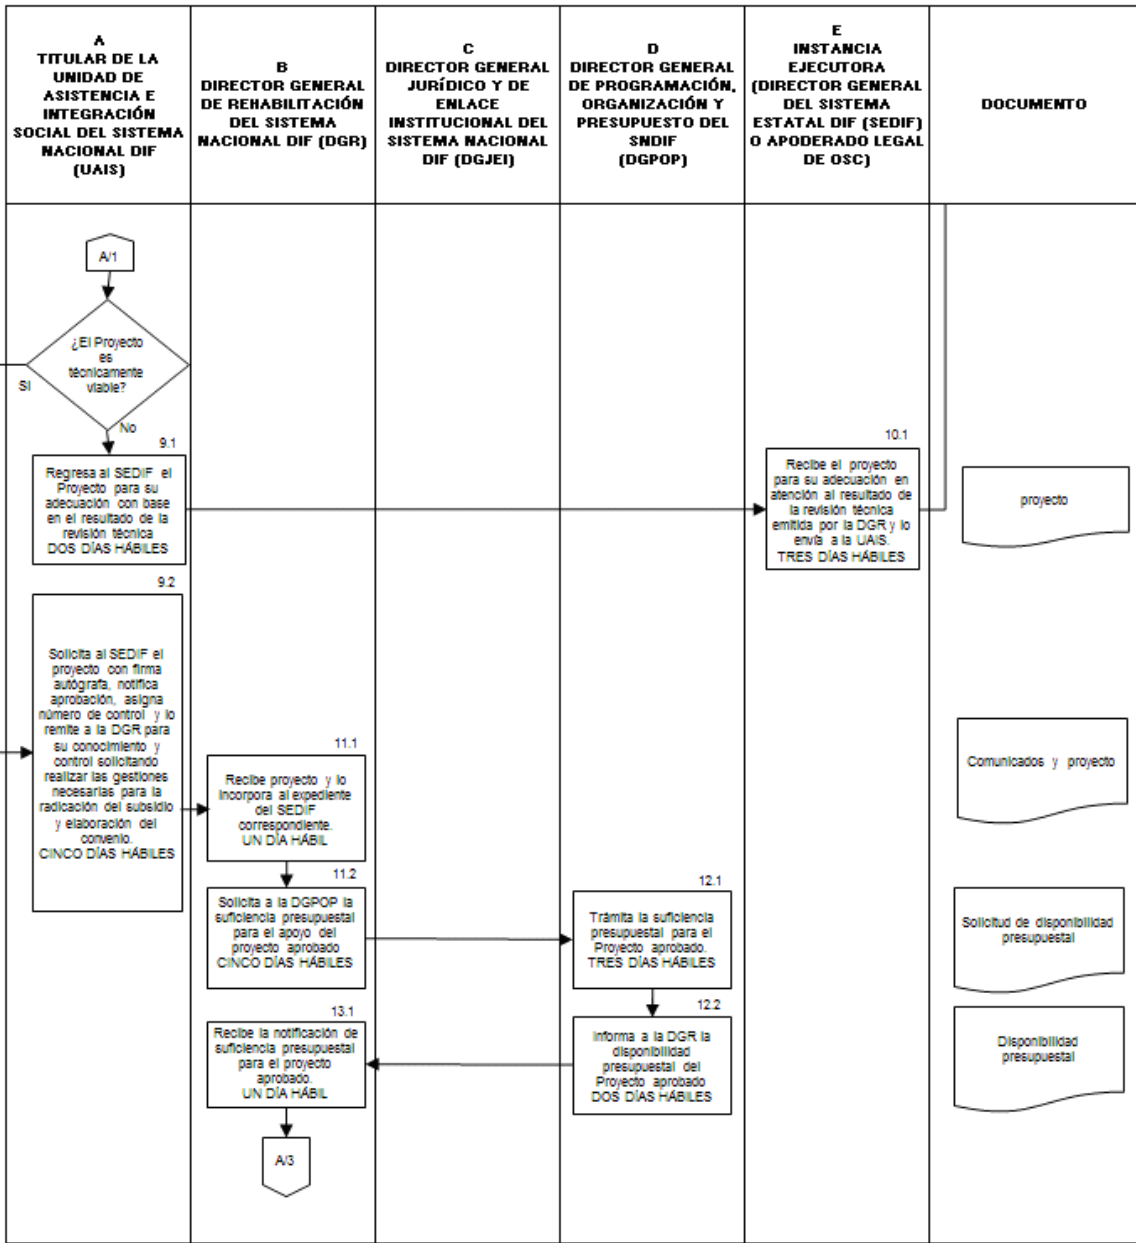 A
TITULAR DE LA
UNIDAD DE
ASISTENCIA E
INTEGRACIÓN
SOCIAL DEL SISTEMA
NACIONAL DIF
(UAIS)
B
DIRECTOR GENERAL
DE REHABILITACIÓN
DEL SISTEMA
NACIONAL DIF (DGR)
C
DIRECTOR GENERAL
JURÍDICO Y DE
ENLACE
INSTITUCIONAL DEL
SISTEMA NACIONAL
DIF (DGJEI)
D
DIRECTOR GENERAL
DE PROGRAMACIÓN,
ORGANIZACIÓN Y
PRESUPUESTO DEL
SNDIF
(DGPOP)
E
INSTANCIA
EJECUTORA
(DIRECTOR GENERAL
DEL SISTEMA
ESTATAL DIF (SEDIF)
O APODERADO LEGAL
DE OSC)
DOCUMENTO
A/1
¿El Proyecto
es
técnicamente
viable?
SI
No
9.1
Regresa al SEDIF el
Proyecto para su
adecuación con base
en el resultado de la
revisión técnica
DOS DÍAS HÁBILES
10.1
Recibe el proyecto
para su adecuación en
atención al resultado de
la revisión técnica
emitida por la DGR y lo
envía a la UAIS.
TRES DÍAS HÁBILES
proyecto
9.2
Solicita al SEDIF el
proyecto con firma
autógrafa, notifica
aprobación, asigna
número de control y lo
remite a la DGR para
su conocimiento y
control solicitando
realizar las gestiones
necesarias para la
radicación del subsidio
y elaboración del
convenio.
CINCO DÍAS HÁBILES
11.1
Recibe proyecto y lo
incorpora al expediente
del SEDIF
correspondiente.
UN DÍA HÁBIL
Comunicados y proyecto
11.2
Solicita a la DGPOP la
suficiencia presupuestal
para el apoyo del
proyecto aprobado
CINCO DÍAS HÁBILES
12.1
Trámita la suficiencia
presupuestal para el
Proyecto aprobado.
TRES DÍAS HÁBILES
Solicitud de disponibilidad
presupuestal
13.1
Recibe la notificación de
suficiencia presupuestal
para el proyecto
aprobado.
UN DÍA HÁBIL
12.2
Informa a la DGR la
disponibilidad
presupuestal del
Proyecto aprobado
DOS DÍAS HÁBILES
Disponibilidad
presupuestal
A/3